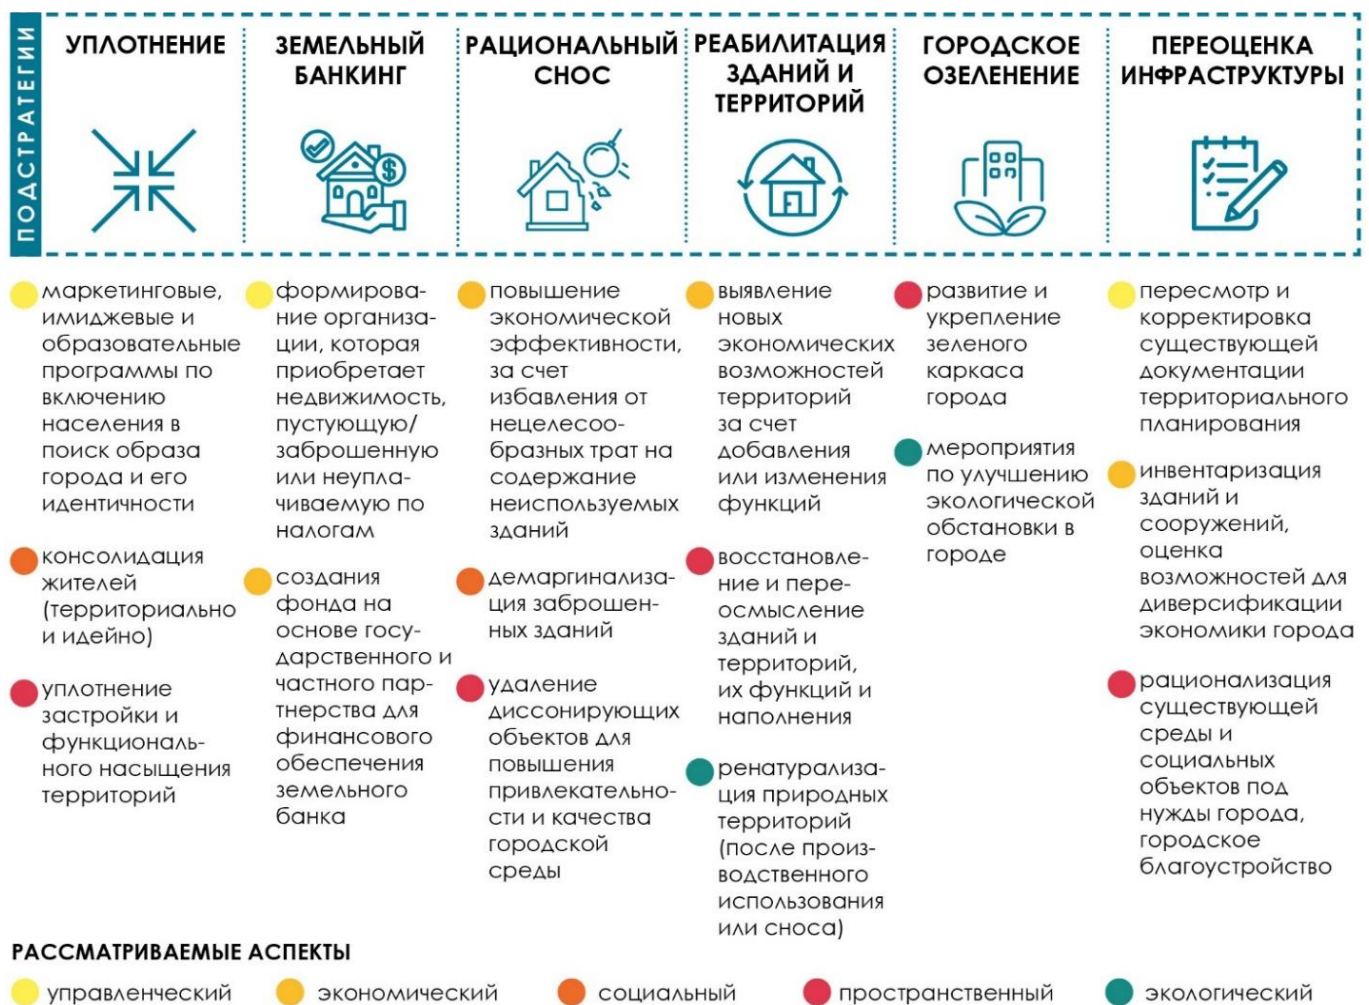 ПОДСТРАТЕГИИ
УПЛОТНЕНИЕ
ЗЕМЕЛЬНЫЙ
БАНКИНГ
РАЦИОНАЛЬНЫЙ
СНОС
РЕАБИЛИТАЦИЯ
ЗДАНИЙ И
ТЕРРИТОРИЙ
ГОРОДСКОЕ
ОЗЕЛЕНЕНИЕ
ПЕРЕОЦЕНКА
ИНФРАСТРУКТУРЫ
$
маркетинговые,
имиджевые и
образовательные
программы по
включению
населения в
поиск образа
города и его
идентичности
консолидация
жителей
(территориально
и идейно)
уплотнение
застройки и
функциональ-
ного насыщения
территорий
формирова-
ние организа-
ции, которая
приобретает
недвижимость,
пустующую/
заброшенную
или неупла-
чиваемую по
налогам
создания
фонда на
основе госу-
дарственного и
частного пар-
тнерства для
финансового
обеспечения
земельного
банка
повышение
экономической
эффективности,
за счет
избавления от
нецелесоо-
бразных трат на
содержание
неиспользуемых
зданий
демаргинализа-
ция заброшен-
ных зданий
удаление
диссонирующих
объектов для
повышения
привлекательно-
сти и качества
городской
среды
выявление
новых
экономических
возможностей
территорий
за счет
добавления
или изменения
функций
восстановле-
ние и пере-
осмысление
зданий и
территорий,
их функций и
наполнения
ренатурализа-
ция природных
территорий
(после произ-
водственного
использования
или сноса)
развитие и
укрепление
зеленого
каркаса
города
мероприятия
по улучшению
экологической
обстановки в
городе
пересмотр и
корректировка
существующей
документации
территориального
планирования
инвентаризация
зданий и
сооружений,
оценка
возможностей для
диверсификации
экономики города
рационализация
существующей
среды и
социальных
объектов под
нужды города,
городское
благоустройство
РАССМАТРИВАЕМЫЕ АСПЕКТЫ
управленческий
экономический
социальный
пространственный
экологический